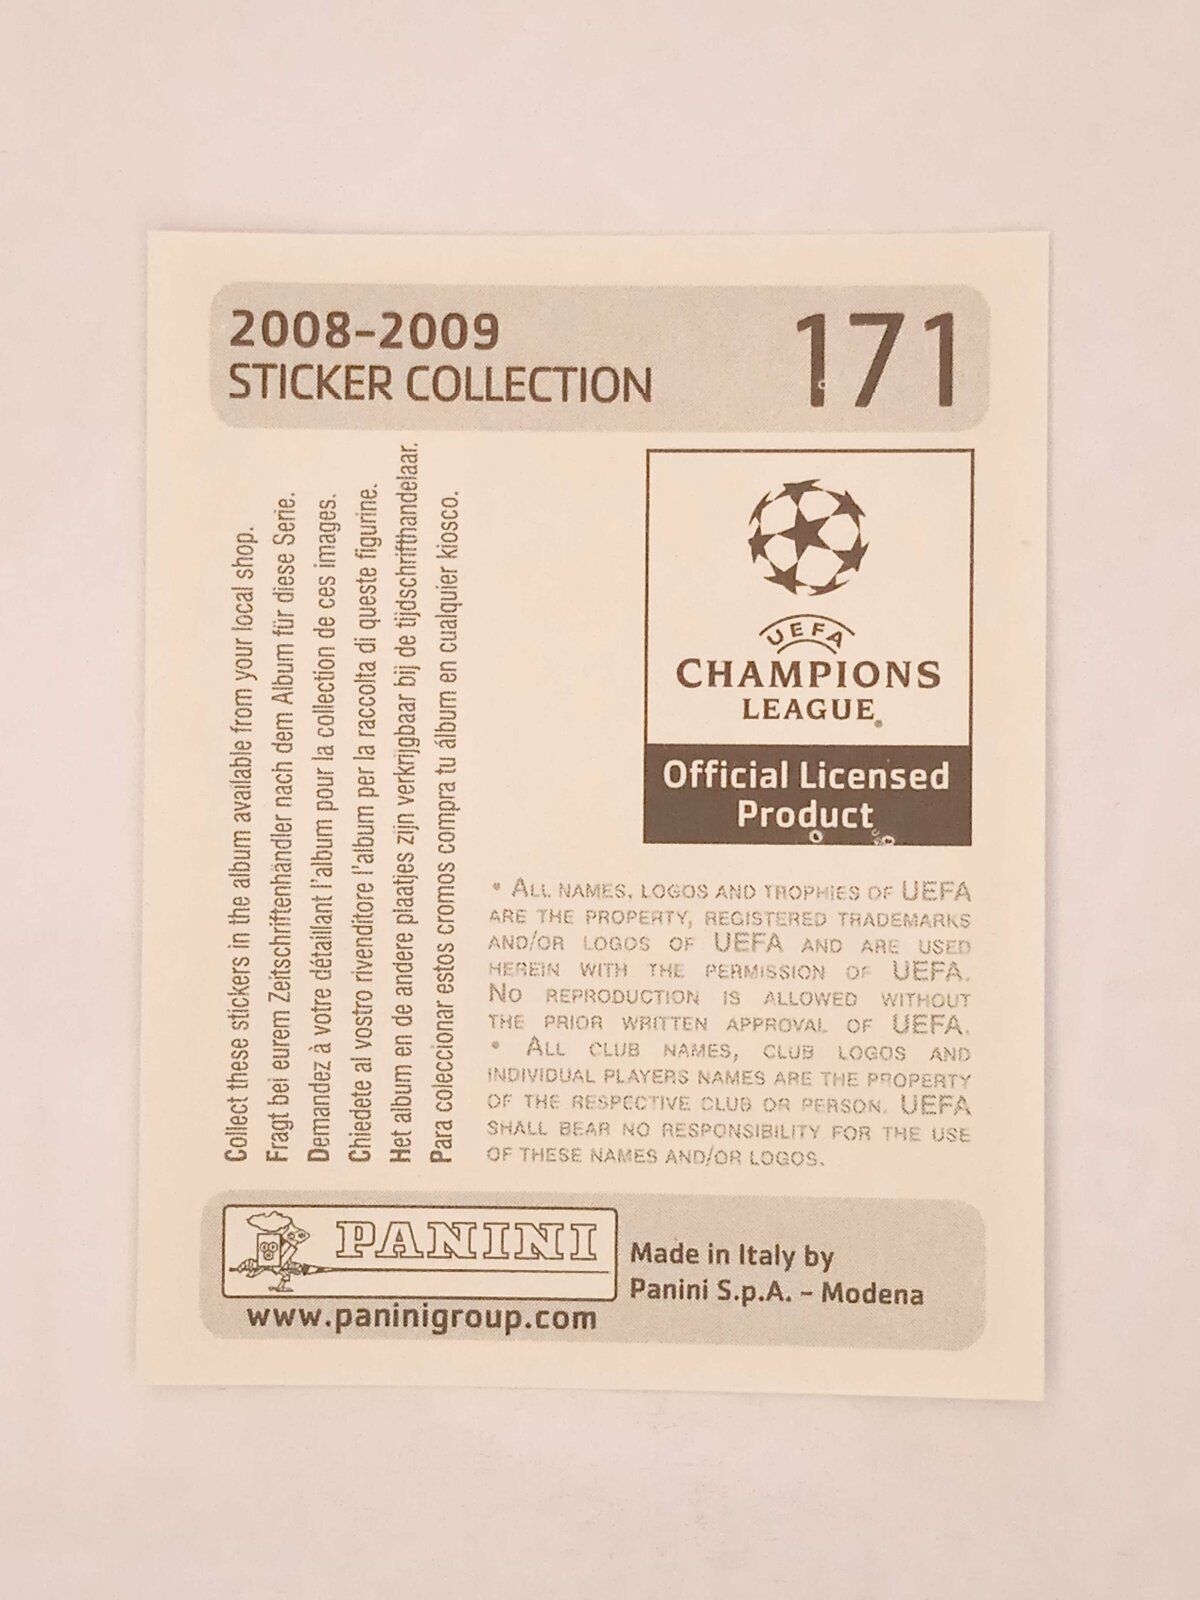 2008-2009
STICKER COLLECTION
171
Collect these stickers in the album available from your local shop.
Fragt bei eurem Zeitschriftenhändler nach dem Album für diese Serie.
Demandez à votre détaillant l'album pour la collection de ces images.
Chiedete al vostro rivenditore l'album per la raccolta di queste figurine.
Het album en de andere plaatjes zijn verkrijgbaar bij de tijdschrifthandelaar.
Para coleccionar estos cromos compra tu álbum en cualquier kiosco.
UEFA
CHAMPIONS
LEAGUE®
Official Licensed
Product
• ALL NAMES, LOGOS AND TROPHIES OF UEFA
ARE THE PROPERTY, REGISTERED TRADEMARKS
AND/OR LOGOS OF UEFA AND ARE USED
HEREIN WITH THE PERMISSION OF UEFA.
NO REPRODUCTION IS ALLOWED WITHOUT
THE PRIOR WRITTEN APPROVAL OF UEFA.
• ALL CLUB NAMES, CLUB LOGOS AND
INDIVIDUAL PLAYERS NAMES ARE THE PROPERTY
OF THE RESPECTIVE CLUB OR PERSON. UEFA
SHALL BEAR NO RESPONSIBILITY FOR THE USE
OF THESE NAMES AND/OR LOGOS.
PANINI
www.paninigroup.com
Made in Italy by
Panini S.p.A. - Modena